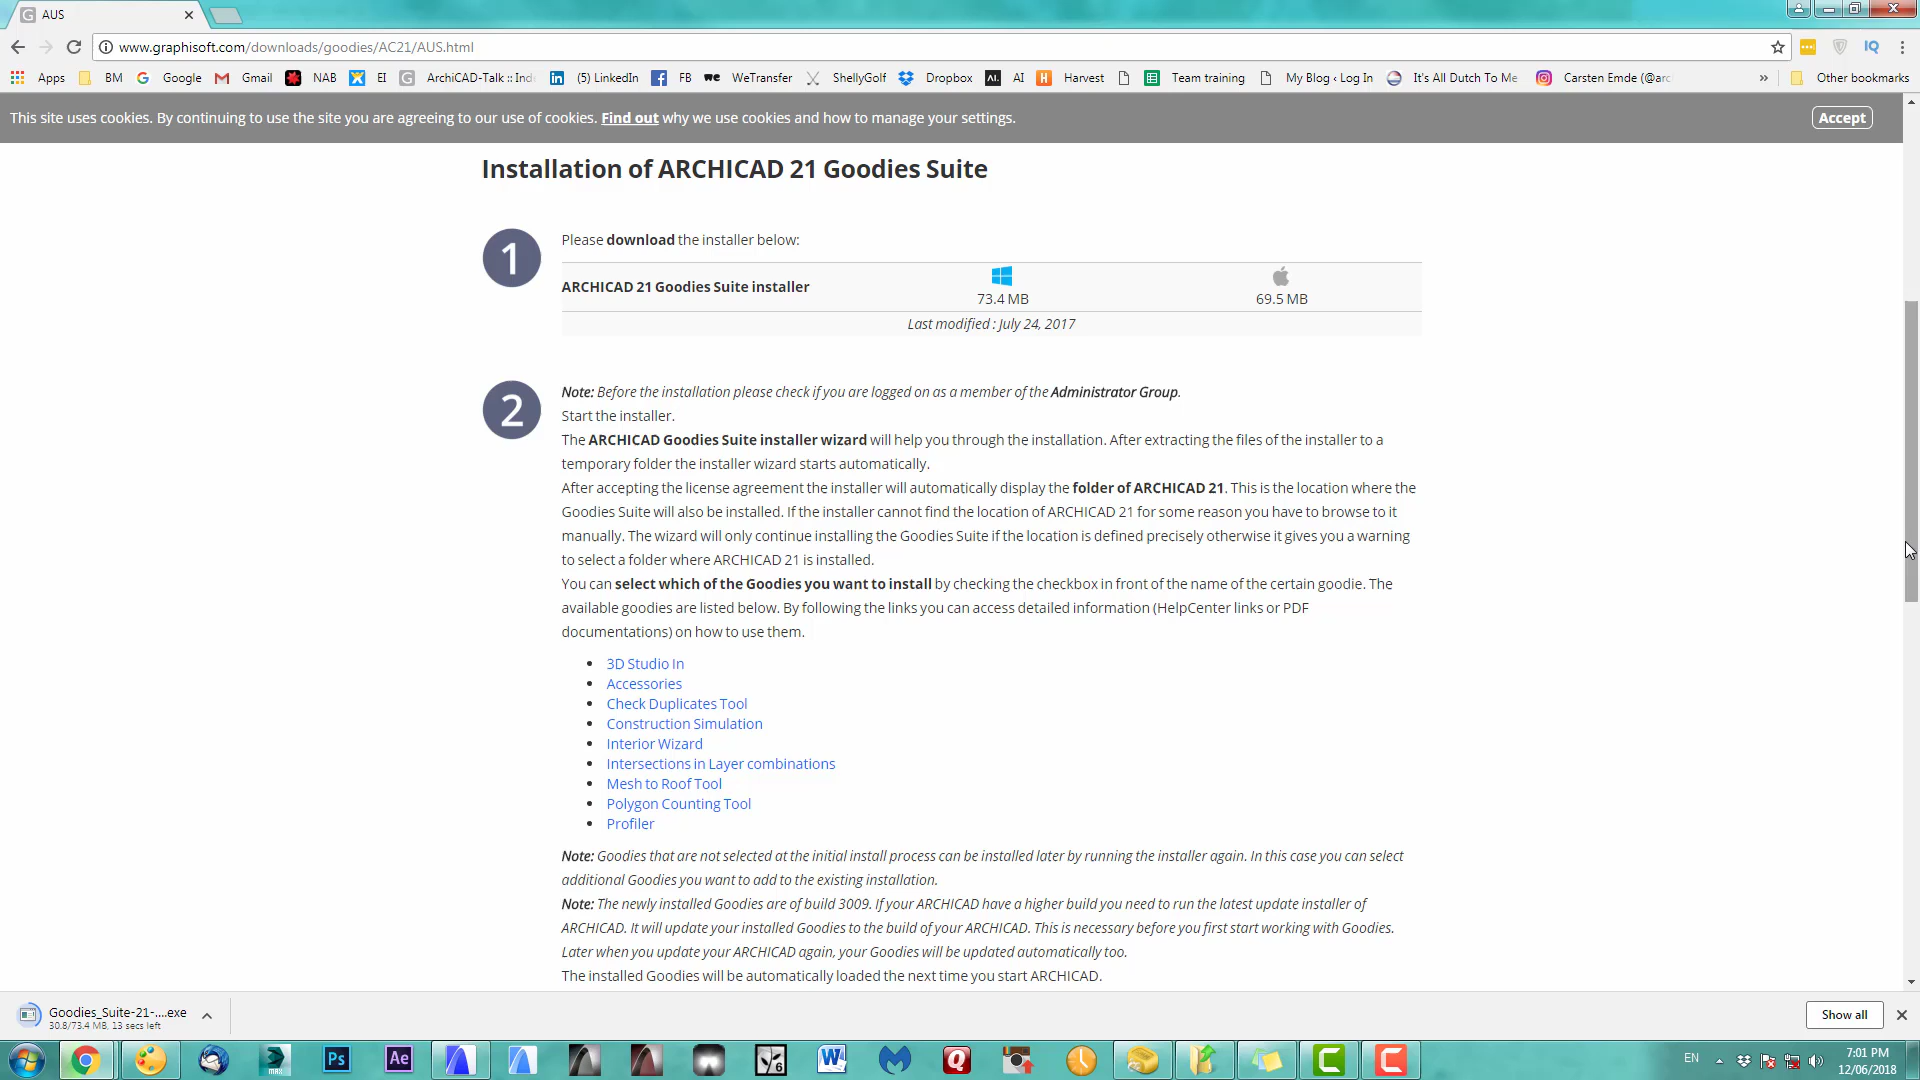 AUS
www.graphisoft.com/downloads/goodies/AC21/AUS.html
IQ
Apps BM Google Gmail NAB EI ArchiCAD-Talk :: Ind (5) LinkedIn FB we WeTransfer ShellyGolf Dropbox AI. AI H Harvest Team training My Blog ‹ Log In It's All Dutch To Me Carsten Emde (@arc » Other bookmarks
This site uses cookies. By continuing to use the site you are agreeing to our use of cookies. Find out why we use cookies and how to manage your settings.
Accept
Installation of ARCHICAD 21 Goodies Suite
1
Please download the installer below:
ARCHICAD 21 Goodies Suite installer
73.4 MB
69.5 MB
Last modified : July 24, 2017
2
Note: Before the installation please check if you are logged on as a member of the Administrator Group.
Start the installer.
The ARCHICAD Goodies Suite installer wizard will help you through the installation. After extracting the files of the installer to a
temporary folder the installer wizard starts automatically.
After accepting the license agreement the installer will automatically display the folder of ARCHICAD 21. This is the location where the
Goodies Suite will also be installed. If the installer cannot find the location of ARCHICAD 21 for some reason you have to browse to it
manually. The wizard will only continue installing the Goodies Suite if the location is defined precisely otherwise it gives you a warning
to select a folder where ARCHICAD 21 is installed.
You can select which of the Goodies you want to install by checking the checkbox in front of the name of the certain goodie. The
available goodies are listed below. By following the links you can access detailed information (HelpCenter links or PDF
documentations) on how to use them.
• 3D Studio In
• Accessories
• Check Duplicates Tool
• Construction Simulation
• Interior Wizard
• Intersections in Layer combinations
• Mesh to Roof Tool
• Polygon Counting Tool
• Profiler
Note: Goodies that are not selected at the initial install process can be installed later by running the installer again. In this case you can select
additional Goodies you want to add to the existing installation.
Note: The newly installed Goodies are of build 3009. If your ARCHICAD have a higher build you need to run the latest update installer of
ARCHICAD. It will update your installed Goodies to the build of your ARCHICAD. This is necessary before you first start working with Goodies.
Later when you update your ARCHICAD again, your Goodies will be updated automatically too.
The installed Goodies will be automatically loaded the next time you start ARCHICAD.
Goodies_Suite-21-....exe
30.8/73.4 MB, 13 secs left
Show all
MAX Ps Ae 6 W Q C C
EN
7:01 PM
12/06/2018